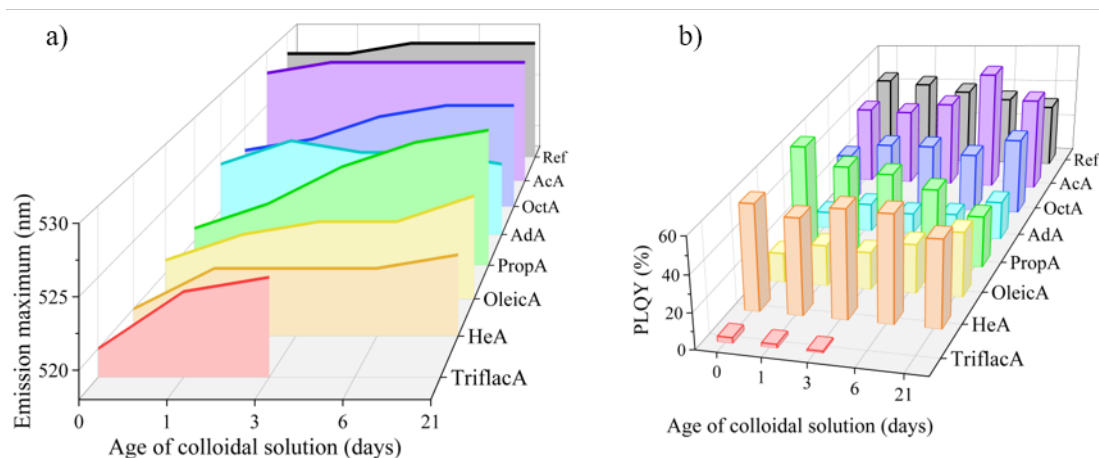 a)
Emission maximum (nm)
530
525
520
0 1 3 6 21
Age of colloidal solution (days)
Ref
AcA
OctA
AdA
PropA
OleicA
HeA
TriflacA
b)
PLQY (%)
60
40
20
0
0 1 3 6 21
Age of colloidal solution (days)
Ref
AcA
OctA
AdA
PropA
OleicA
HeA
TriflacA